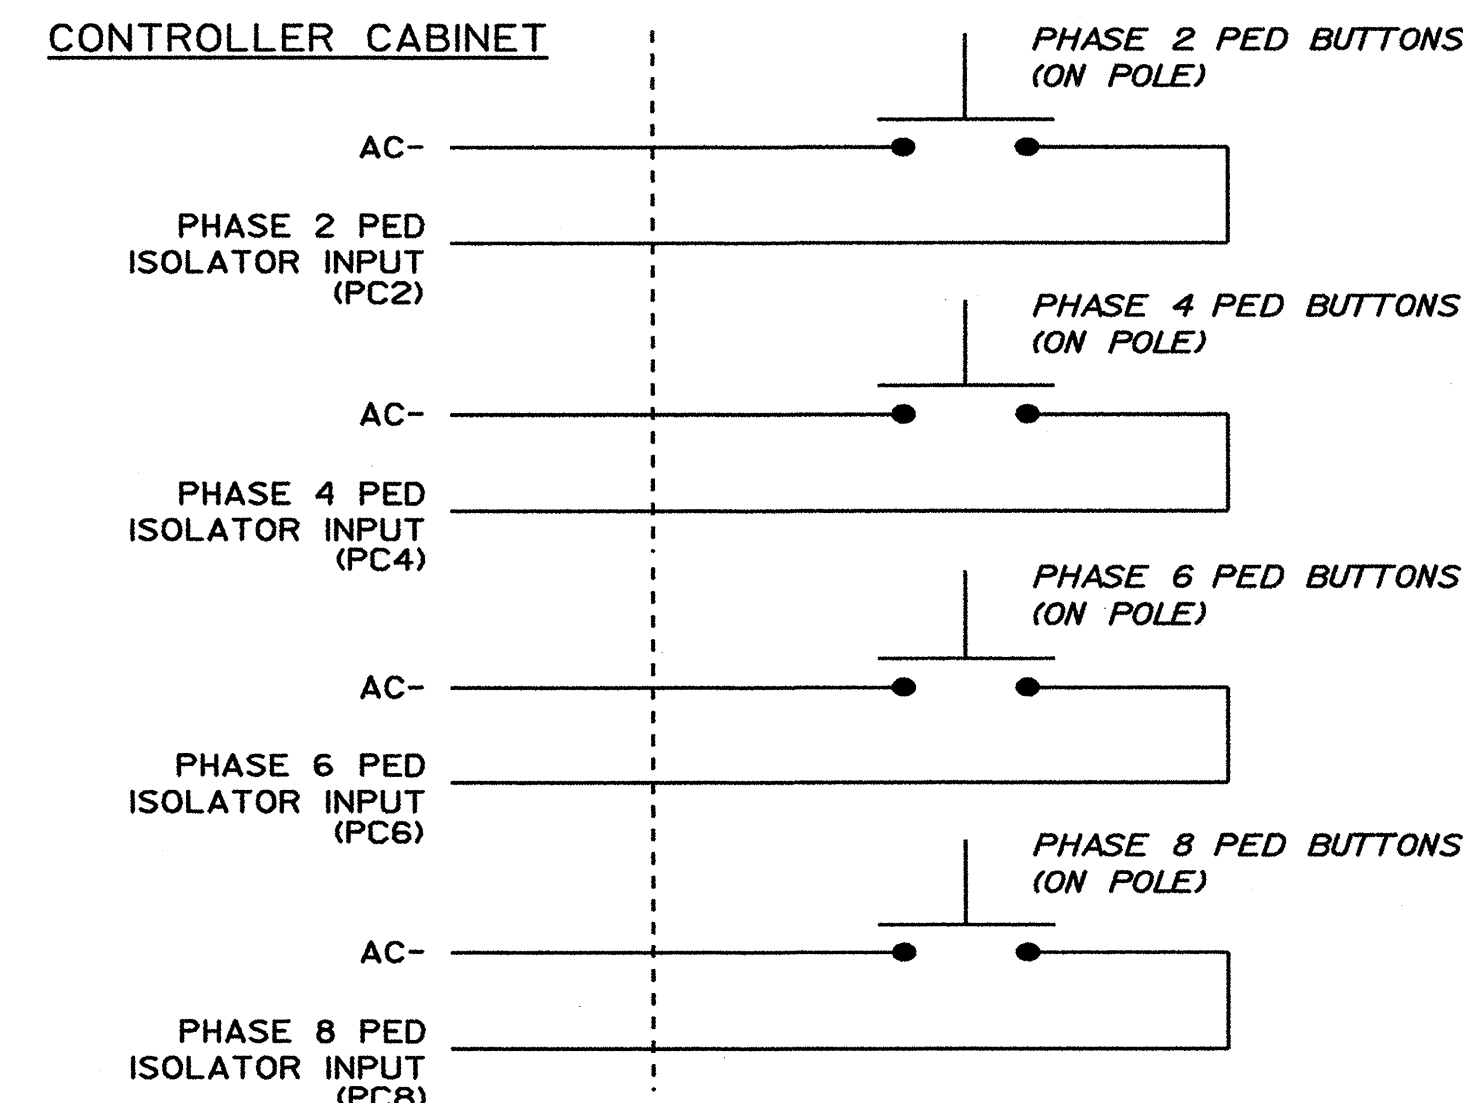 CONTROLLER CABINET
PHASE 2 PED BUTTONS
(ON POLE)
AC-
PHASE 2 PED
ISOLATOR INPUT
(PC2)
PHASE 4 PED BUTTONS
(ON POLE)
AC-
PHASE 4 PED
ISOLATOR INPUT
(PC4)
PHASE 6 PED BUTTONS
(ON POLE)
AC-
PHASE 6 PED
ISOLATOR INPUT
(PC6)
PHASE 8 PED BUTTONS
(ON POLE)
AC-
PHASE 8 PED
ISOLATOR INPUT
(PC8)